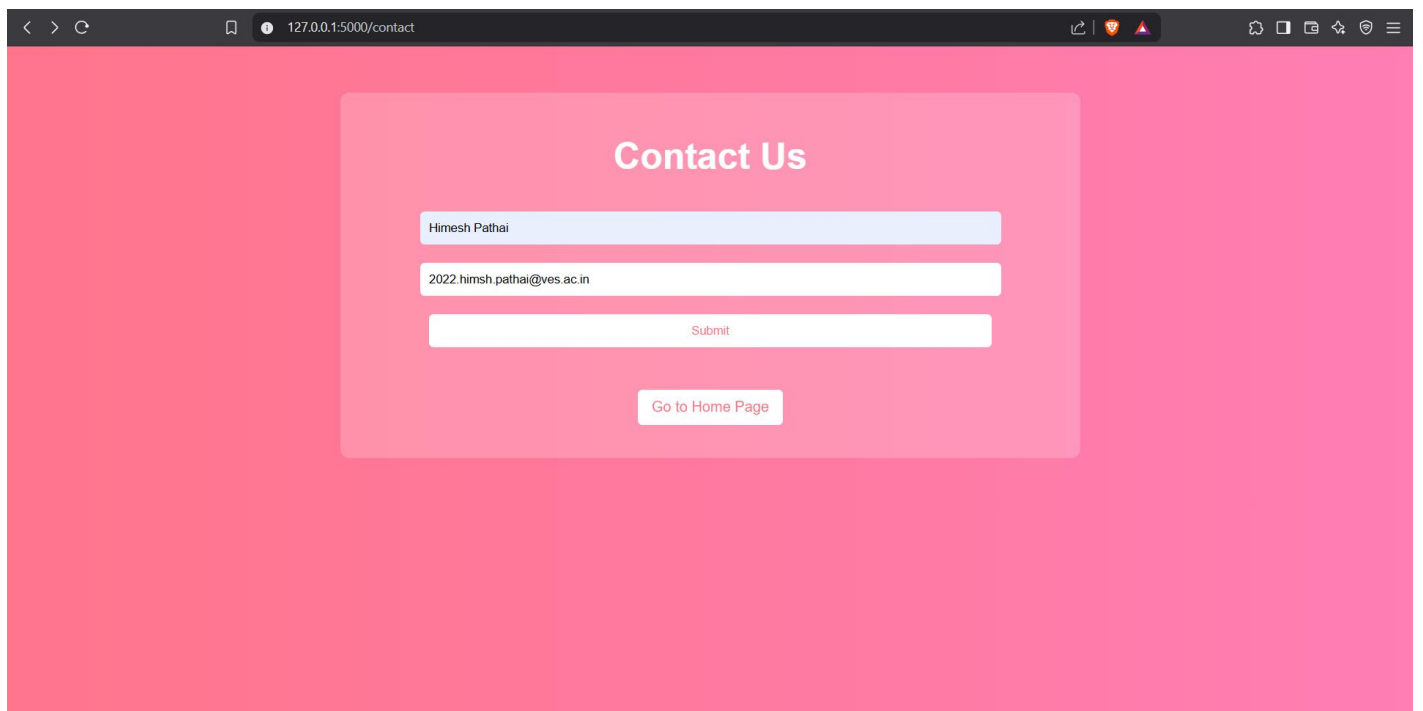 127.0.0.1:5000/contact
Contact Us
Himesh Pathai
2022.himsh.pathai@ves.ac.in
Submit
Go to Home Page